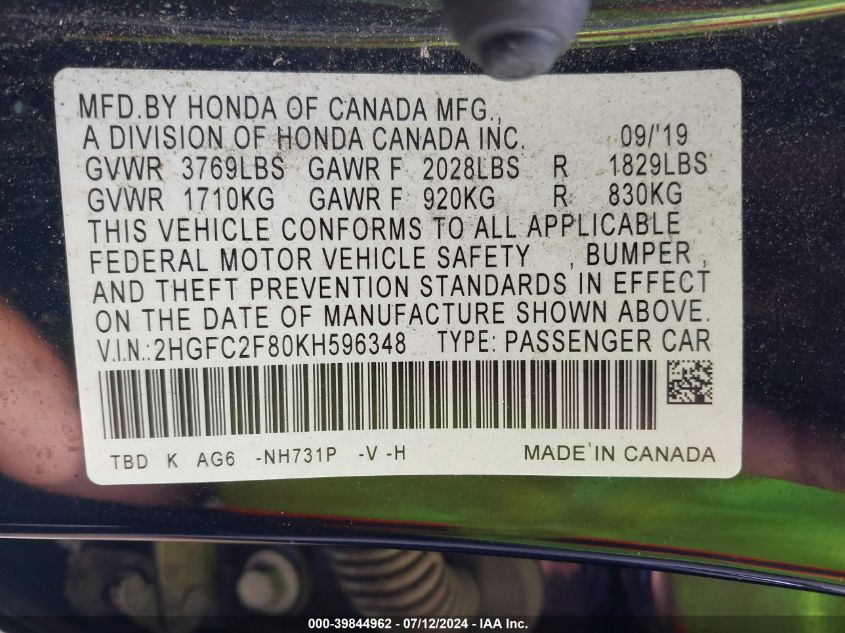 MFD.BY HONDA OF CANADA MFG.,
A DIVISION OF HONDA CANADA INC. 09/'19
GVWR 3769LBS GAWR F 2028LBS R 1829LBS
GVWR 1710KG GAWR F 920KG R 830KG
THIS VEHICLE CONFORMS TO ALL APPLICABLE
FEDERAL MOTOR VEHICLE SAFETY , BUMPER ,
AND THEFT PREVENTION STANDARDS IN EFFECT
ON THE DATE OF MANUFACTURE SHOWN ABOVE.
V.I.N.:2HGFC2F80KH596348 TYPE: PASSENGER CAR
TBD K AG6 -NH731P -V -H MADE IN CANADA
000-39844962 - 07/12/2024 - IAA Inc.